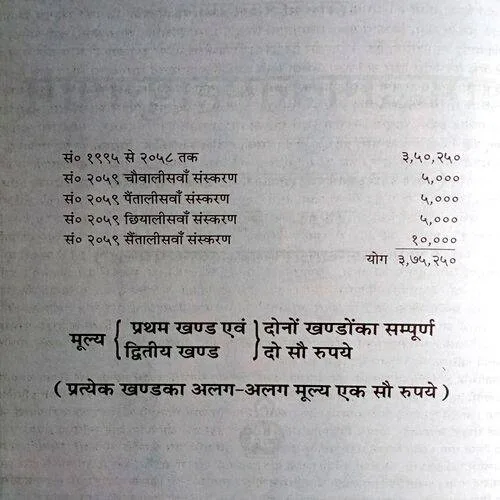 सं० १९९५ से २०५८ तक ३,५०,२५०
सं० २०५९ चौवालीसवाँ संस्करण ५,०००
सं० २०५९ पैंतालीसवाँ संस्करण ५,०००
सं० २०५९ छियालीसवाँ संस्करण ५,०००
सं० २०५९ सैंतालीसवाँ संस्करण १०,०००
योग ३,७५,२५०
मूल्य { प्रथम खण्ड एवं } दोनों खण्डोंका सम्पूर्ण
द्वितीय खण्ड दो सौ रुपये
( प्रत्येक खण्डका अलग-अलग मूल्य एक सौ रुपये )